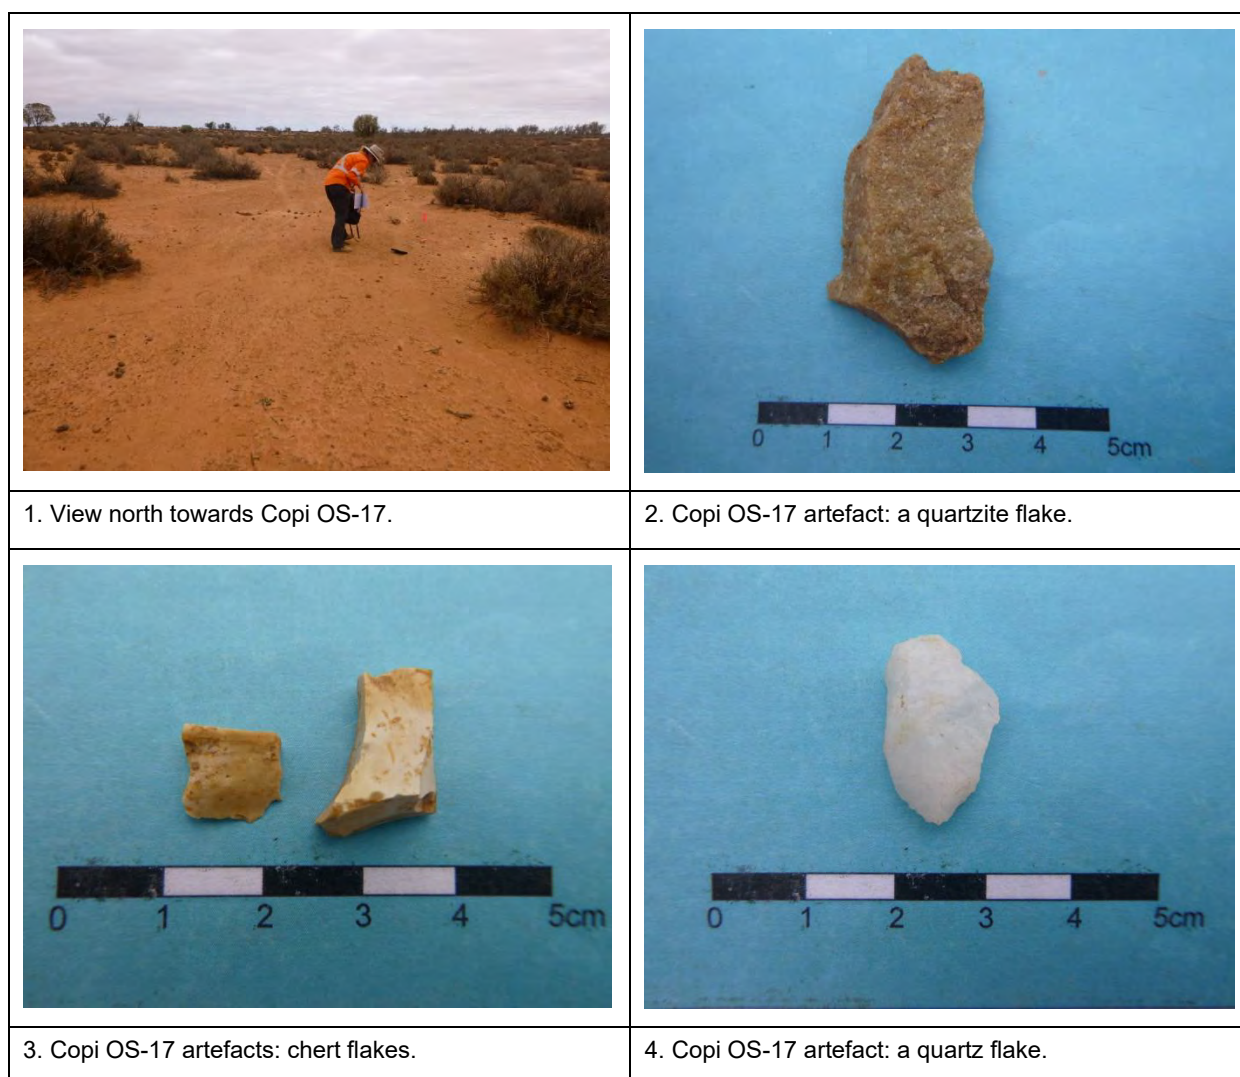 0 1 2 3 4 5cm
1. View north towards Copi OS-17.
2. Copi OS-17 artefact: a quartzite flake.
0 1 2 3 4 5cm
0 1 2 3 4 5cm
3. Copi OS-17 artefacts: chert flakes.
4. Copi OS-17 artefact: a quartz flake.